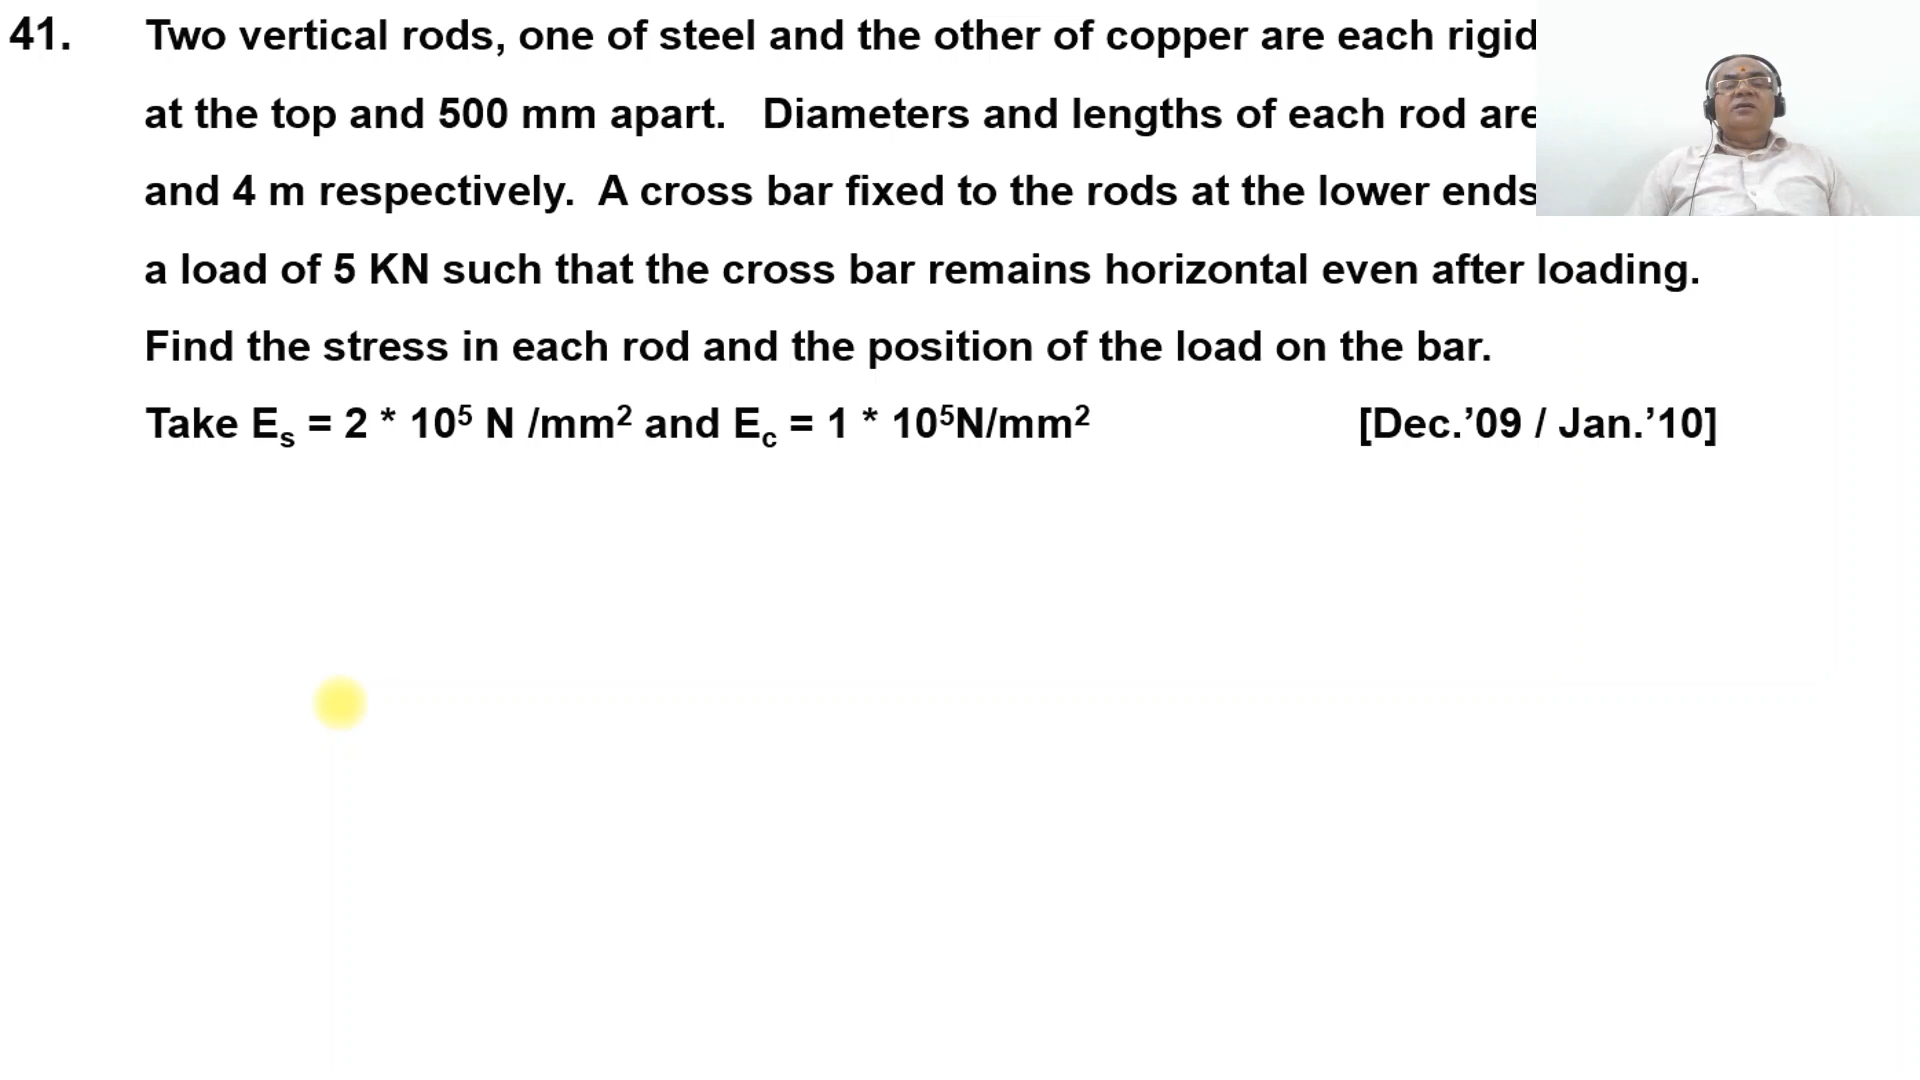 41. Two vertical rods, one of steel and the other of copper are each rigid
at the top and 500 mm apart. Diameters and lengths of each rod are
and 4 m respectively. A cross bar fixed to the rods at the lower ends
a load of 5 KN such that the cross bar remains horizontal even after loading.
Find the stress in each rod and the position of the load on the bar.
Take Eₛ = 2 * 10⁵ N /mm² and E꜀ = 1 * 10⁵N/mm² [Dec.’09 / Jan.’10]